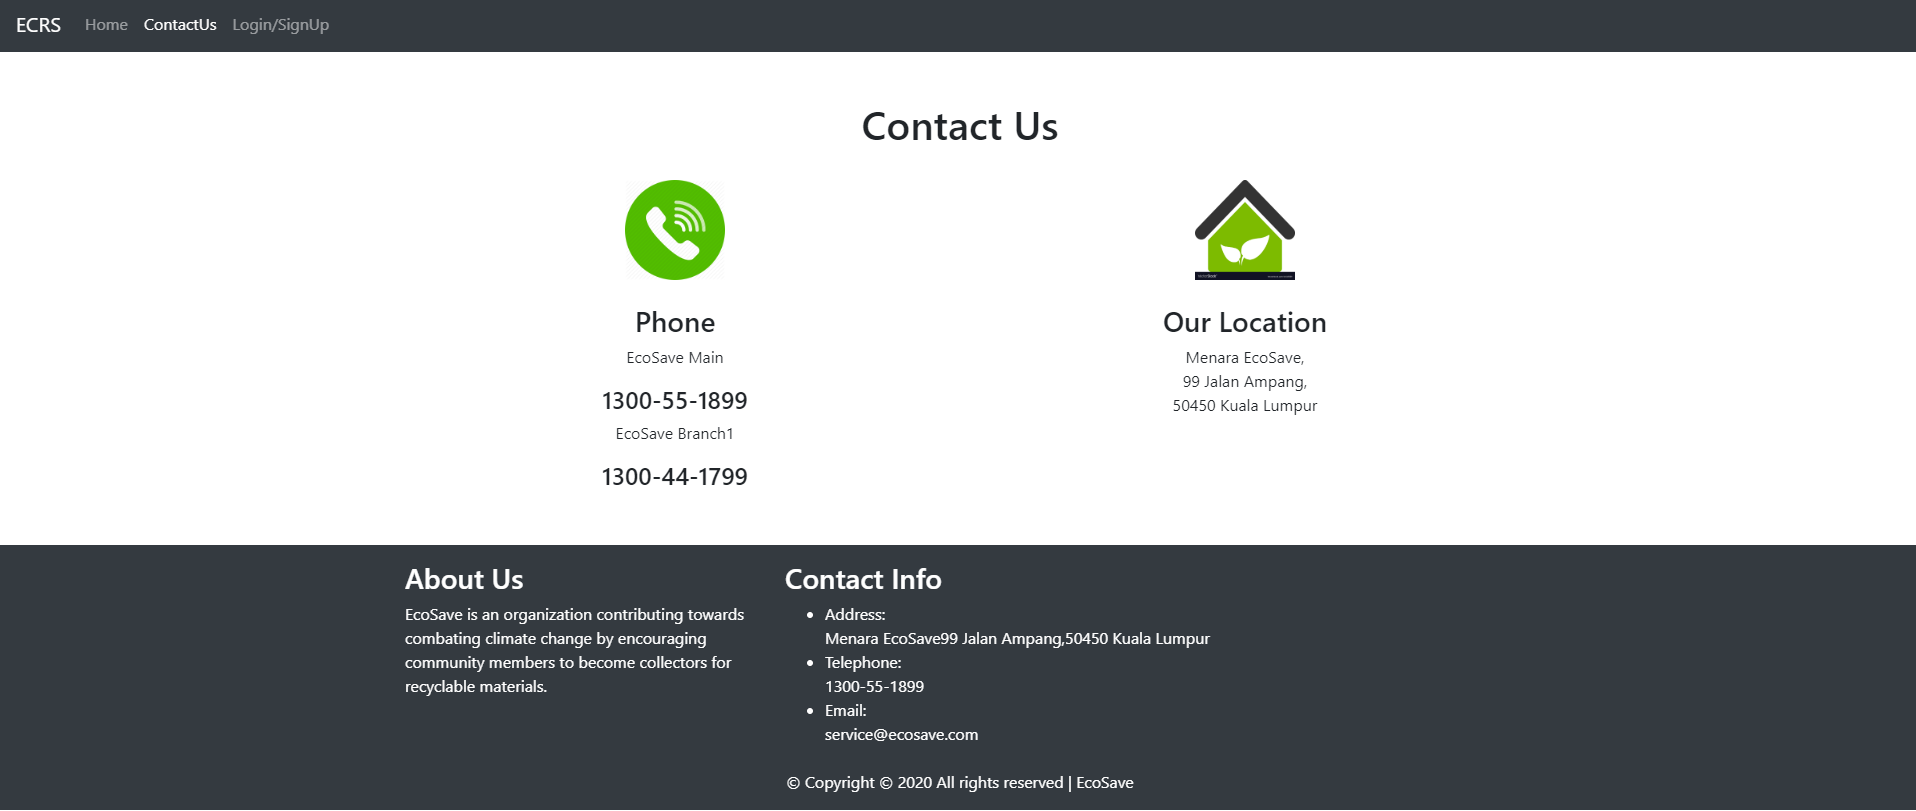 ECRS Home ContactUs Login/SignUp
Contact Us
Phone
EcoSave Main
1300-55-1899
EcoSave Branch1
1300-44-1799
Our Location
Menara EcoSave,
99 Jalan Ampang,
50450 Kuala Lumpur
About Us
EcoSave is an organization contributing towards
combating climate change by encouraging
community members to become collectors for
recyclable materials.
Contact Info
Address:
Menara EcoSave99 Jalan Ampang,50450 Kuala Lumpur
Telephone:
1300-55-1899
Email:
service@ecosave.com
© Copyright © 2020 All rights reserved | EcoSave